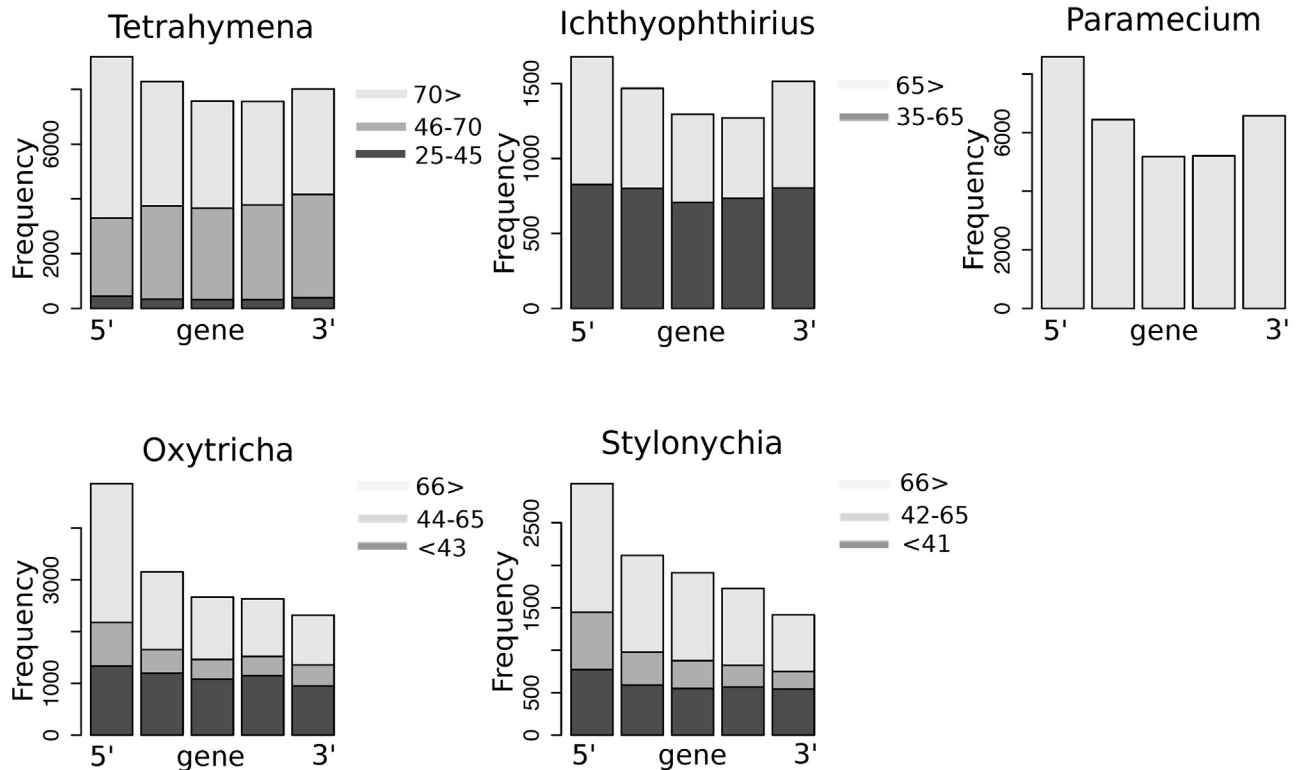 Tetrahymena
Frequency
0
2000
6000
70>
46-70
25-45
5' gene 3'
Ichthyophthirius
Frequency
0
500
1000
1500
65>
35-65
5' gene 3'
Paramecium
Frequency
0
2000
6000
5' gene 3'
Oxytricha
Frequency
0
1000
3000
66>
44-65
<43
5' gene 3'
Stylonychia
Frequency
0
500
1500
2500
66>
42-65
<41
5' gene 3'